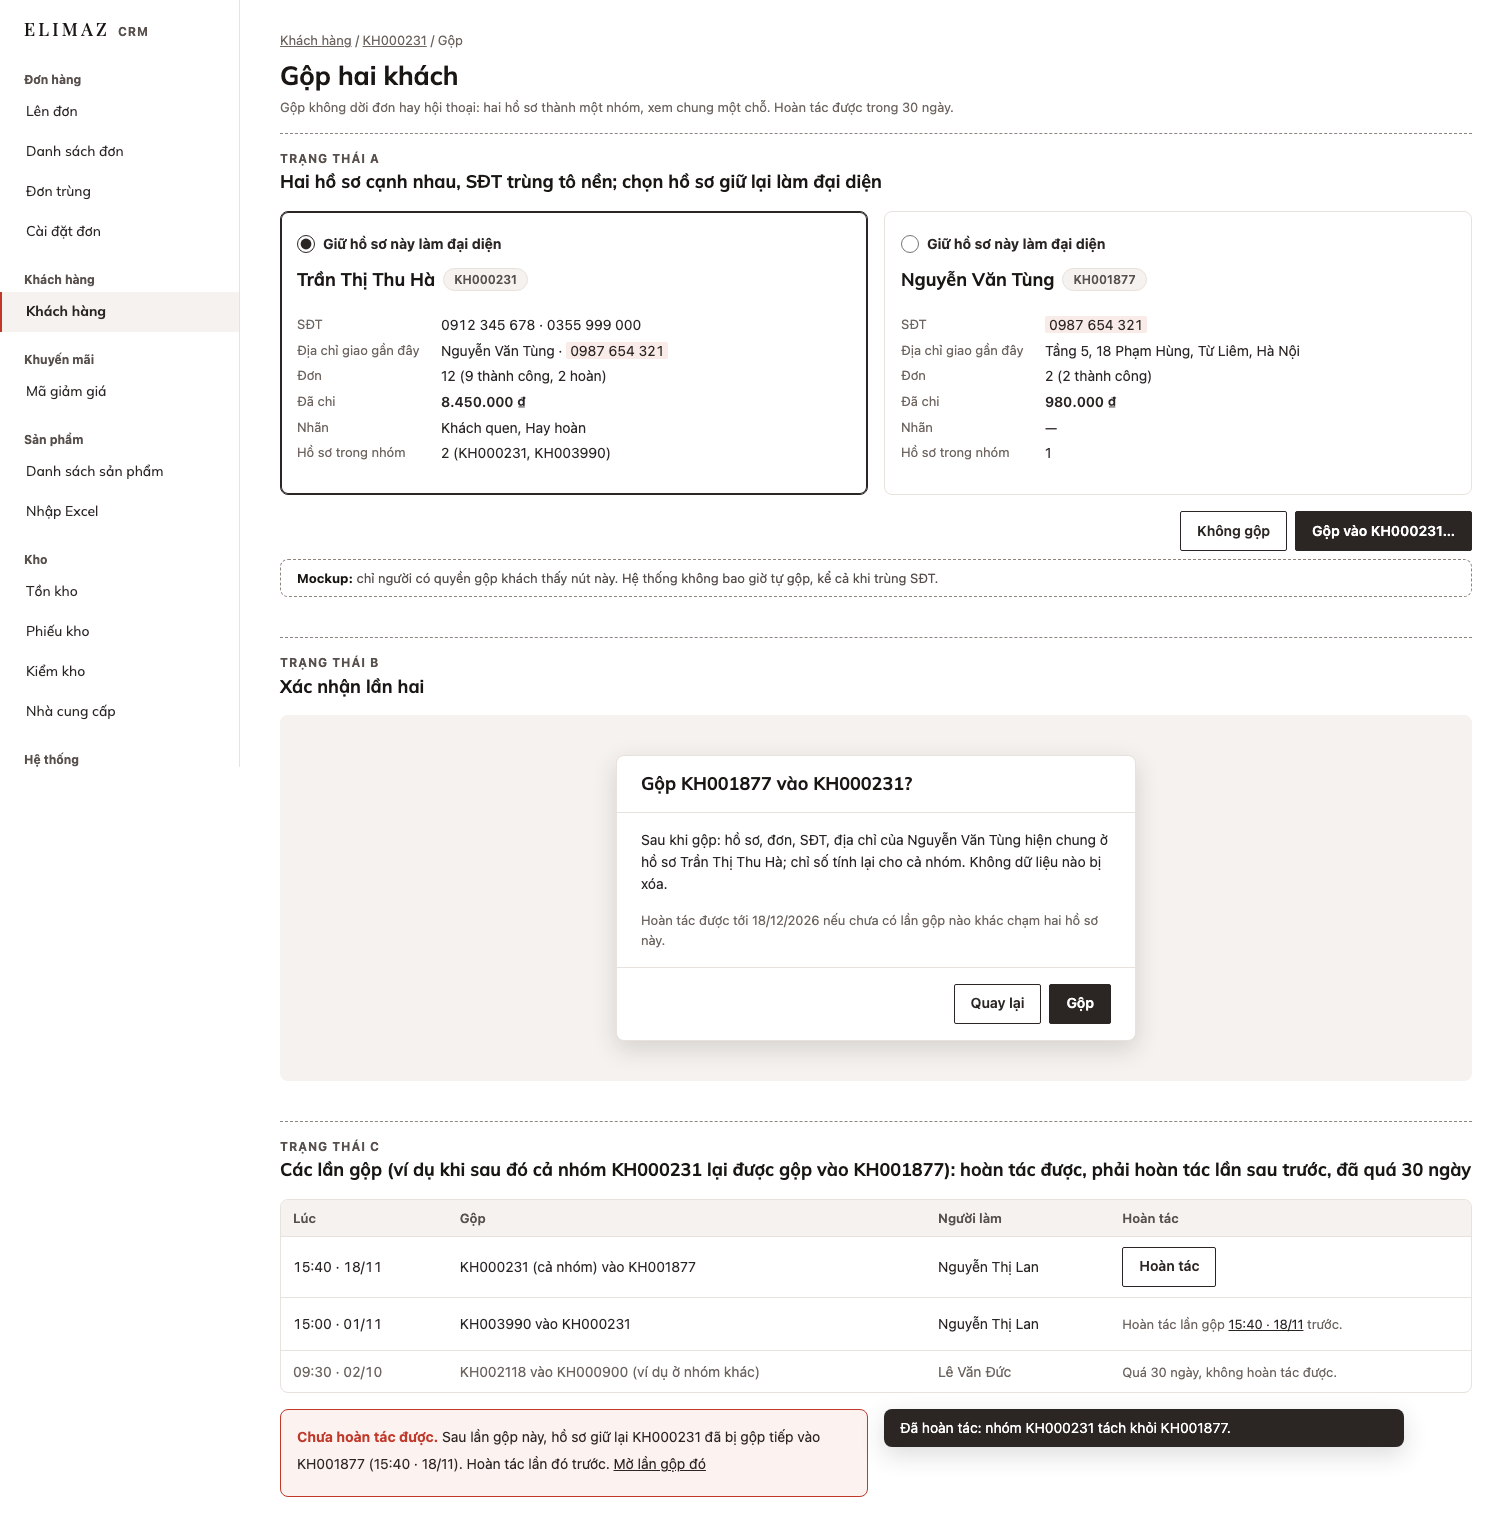 ELIMAZ CRM
Đơn hàng
Lên đơn
Danh sách đơn
Đơn trùng
Cài đặt đơn
Khách hàng
Khách hàng
Khuyến mãi
Mã giảm giá
Sản phẩm
Danh sách sản phẩm
Nhập Excel
Kho
Tồn kho
Phiếu kho
Kiểm kho
Nhà cung cấp
Hệ thống
Khách hàng / KH000231 / Gộp
Gộp hai khách
Gộp không dời đơn hay hội thoại: hai hồ sơ thành một nhóm, xem chung một chỗ. Hoàn tác được trong 30 ngày.
TRẠNG THÁI A
Hai hồ sơ cạnh nhau, SĐT trùng tô nền; chọn hồ sơ giữ lại làm đại diện
Giữ hồ sơ này làm đại diện
Trần Thị Thu Hà KH000231
SĐT 0912 345 678 · 0355 999 000
Địa chỉ giao gần đây Nguyễn Văn Tùng · 0987 654 321
Đơn 12 (9 thành công, 2 hoàn)
Đã chi 8.450.000 ₫
Nhãn Khách quen, Hay hoàn
Hồ sơ trong nhóm 2 (KH000231, KH003990)
Giữ hồ sơ này làm đại diện
Nguyễn Văn Tùng KH001877
SĐT 0987 654 321
Địa chỉ giao gần đây Tầng 5, 18 Phạm Hùng, Từ Liêm, Hà Nội
Đơn 2 (2 thành công)
Đã chi 980.000 ₫
Nhãn —
Hồ sơ trong nhóm 1
Không gộp Gộp vào KH000231...
Mockup: chỉ người có quyền gộp khách thấy nút này. Hệ thống không bao giờ tự gộp, kể cả khi trùng SĐT.
TRẠNG THÁI B
Xác nhận lần hai
Gộp KH001877 vào KH000231?
Sau khi gộp: hồ sơ, đơn, SĐT, địa chỉ của Nguyễn Văn Tùng hiện chung ở
hồ sơ Trần Thị Thu Hà; chỉ số tính lại cho cả nhóm. Không dữ liệu nào bị
xóa.
Hoàn tác được tới 18/12/2026 nếu chưa có lần gộp nào khác chạm hai hồ sơ
này.
Quay lại Gộp
TRẠNG THÁI C
Các lần gộp (ví dụ khi sau đó cả nhóm KH000231 lại được gộp vào KH001877): hoàn tác được, phải hoàn tác lần sau trước, đã quá 30 ngày
Lúc Gộp Người làm Hoàn tác
15:40 · 18/11 KH000231 (cả nhóm) vào KH001877 Nguyễn Thị Lan Hoàn tác
15:00 · 01/11 KH003990 vào KH000231 Nguyễn Thị Lan Hoàn tác lần gộp 15:40 · 18/11 trước.
09:30 · 02/10 KH002118 vào KH000900 (ví dụ ở nhóm khác) Lê Văn Đức Quá 30 ngày, không hoàn tác được.
Chưa hoàn tác được. Sau lần gộp này, hồ sơ giữ lại KH000231 đã bị gộp tiếp vào
KH001877 (15:40 · 18/11). Hoàn tác lần đó trước. Mở lần gộp đó
Đã hoàn tác: nhóm KH000231 tách khỏi KH001877.